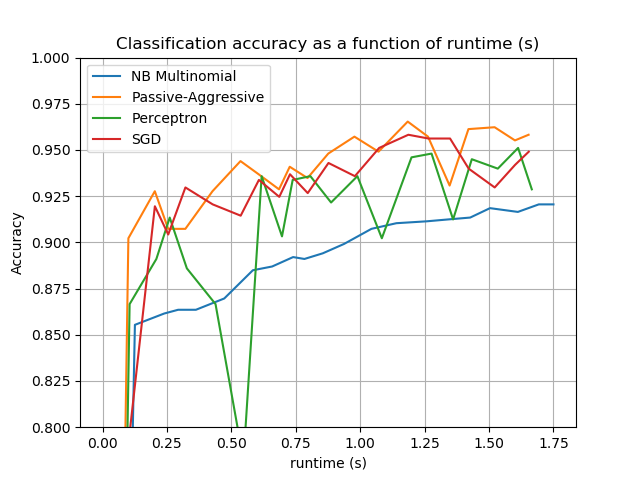 Classification accuracy as a function of runtime (s)
NB Multinomial
Passive-Aggressive
Perceptron
SGD
1.000
0.975
0.950
0.925
0.900
0.875
0.850
0.825
0.800
Accuracy
0.00 0.25 0.50 0.75 1.00 1.25 1.50 1.75
runtime (s)